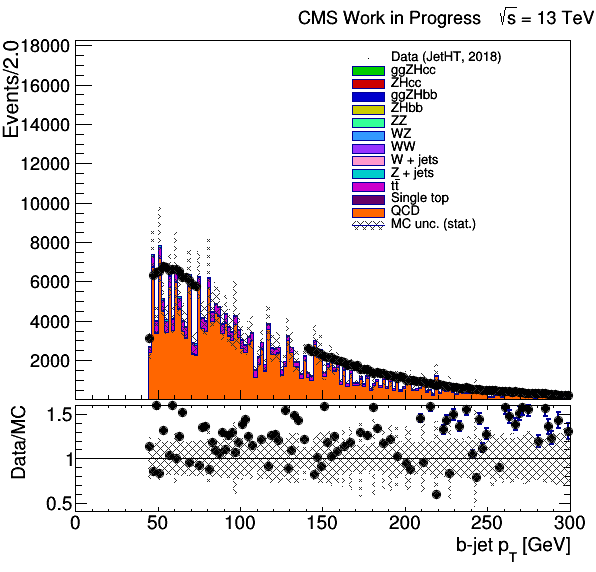 CMS Work in Progress √s = 13 TeV
Events/2.0
18000
16000
14000
12000
10000
8000
6000
4000
2000
Data (JetHT, 2018)
ggZHcc
ZHcc
ggZHbb
ZHbb
ZZ
WZ
WW
W + jets
Z + jets
tt̄
Single top
QCD
MC unc. (stat.)
Data/MC
1.5
1
0.5
0 50 100 150 200 250 300
b-jet p_T [GeV]